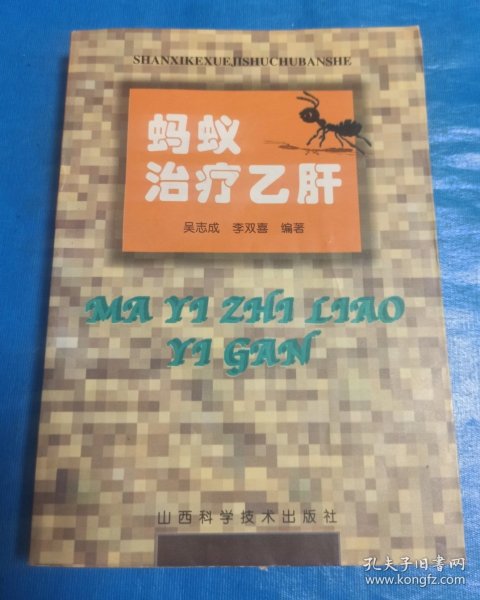 SHANXIKEXUEJISHUCHUBANSHE
蚂蚁
治疗乙肝
吴志成 李双喜 编著
MA YI ZHI LIAO
YI GAN
山西科学技术出版社
孔夫子旧书网
www.kongfz.com